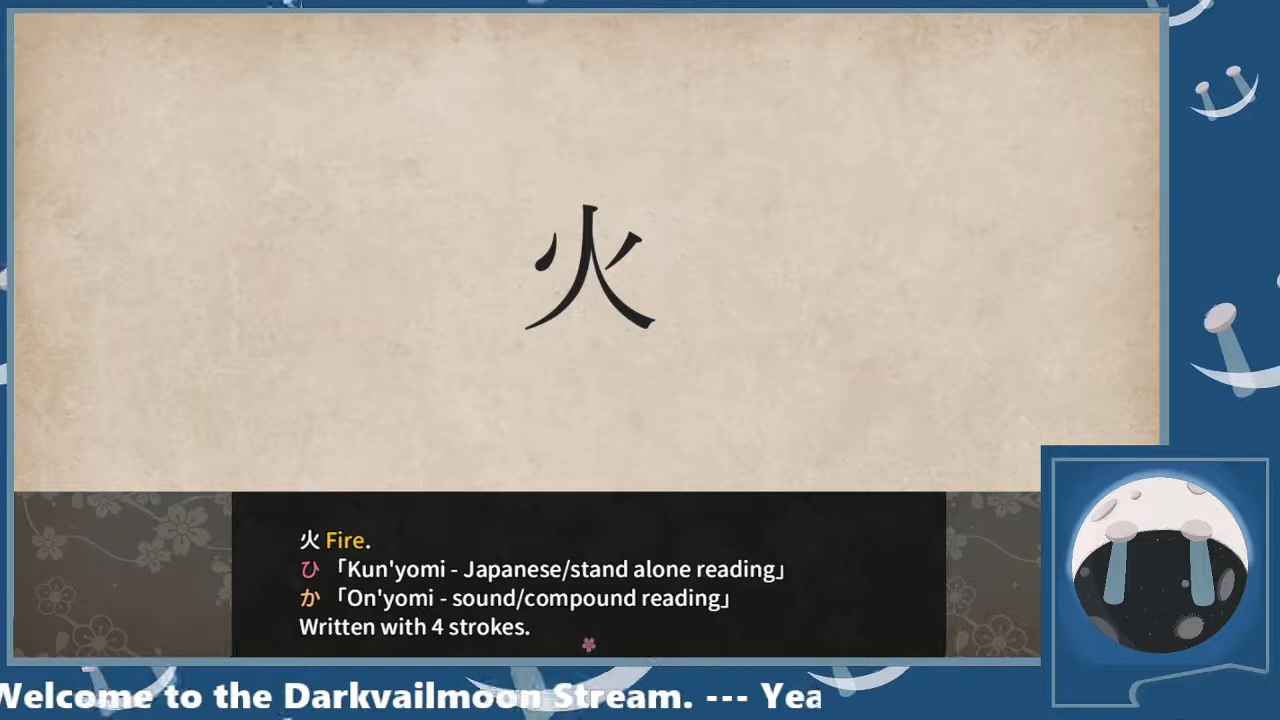 火
火 Fire.
ひ 「Kun'yomi - Japanese/stand alone reading」
か 「On'yomi - sound/compound reading」
Written with 4 strokes.
Welcome to the Darkvailmoon Stream. --- Yea